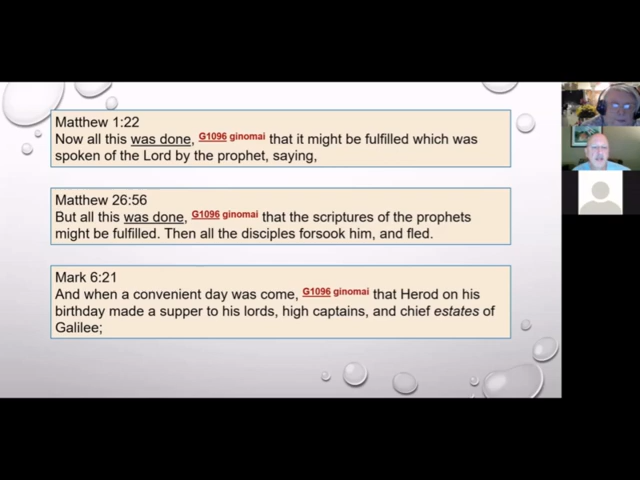 Matthew 1:22
Now all this was done, G1096 ginomai that it might be fulfilled which was
spoken of the Lord by the prophet, saying,
Matthew 26:56
But all this was done, G1096 ginomai that the scriptures of the prophets
might be fulfilled. Then all the disciples forsook him, and fled.
Mark 6:21
And when a convenient day was come, G1096 ginomai that Herod on his
birthday made a supper to his lords, high captains, and chief estates of
Galilee;